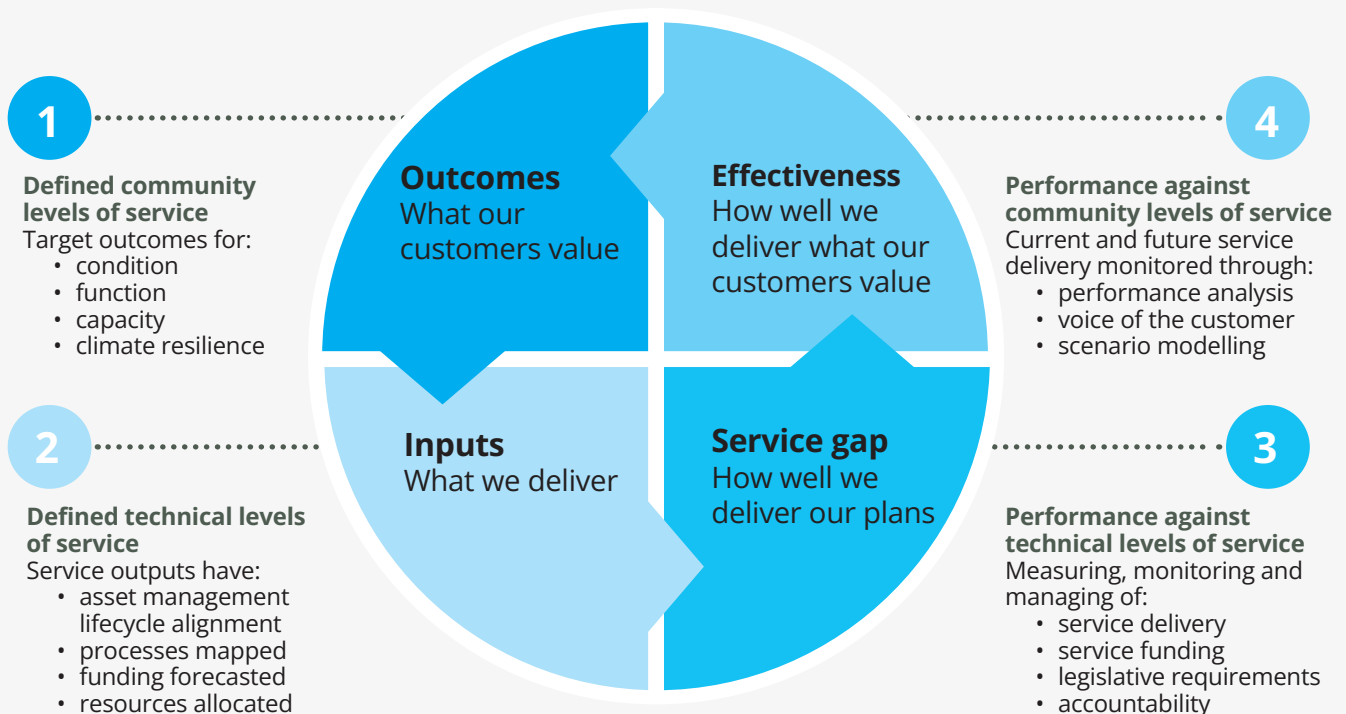 1
Defined community
levels of service
Target outcomes for:
• condition
• function
• capacity
• climate resilience
Outcomes
What our
customers value
Effectiveness
How well we
deliver what our
customers value
4
Performance against
community levels of service
Current and future service
delivery monitored through:
• performance analysis
• voice of the customer
• scenario modelling
2
Defined technical levels
of service
Service outputs have:
• asset management
lifecycle alignment
• processes mapped
• funding forecasted
• resources allocated
Inputs
What we deliver
Service gap
How well we
deliver our plans
3
Performance against
technical levels of service
Measuring, monitoring and
managing of:
• service delivery
• service funding
• legislative requirements
• accountability